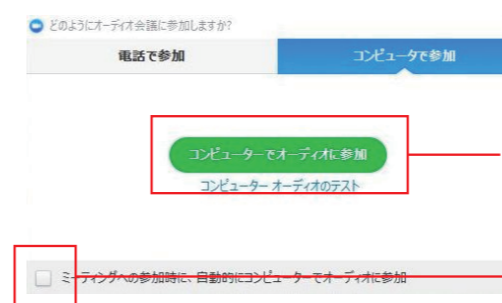 どのようにオーディオ会議に参加しますか?
電話で参加
コンピュータで参加
コンピューターでオーディオに参加
コンピューター オーディオのテスト
ミーティングへの参加時に、自動的にコンピューターでオーディオに参加